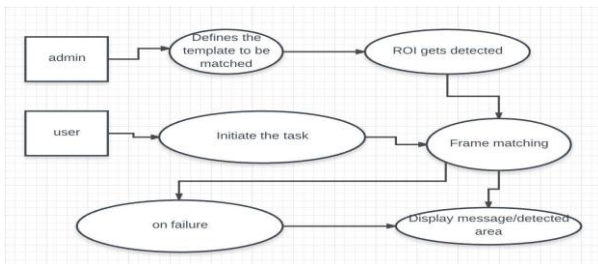 admin
Defines the
template to be
matched
ROI gets detected
user
Initiate the task
Frame matching
on failure
Display message/detected
area